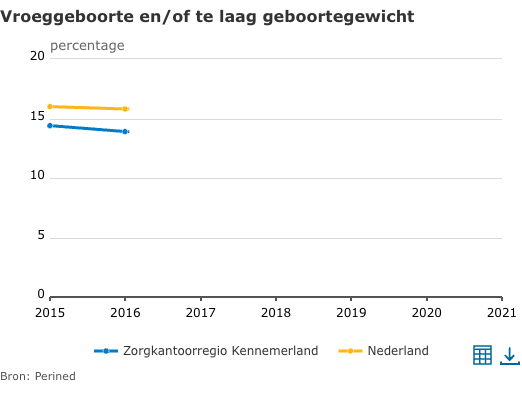 Vroeggeboorte en/of te laag geboortegewicht
percentage
20
15
10
5
0
2015 2016 2017 2018 2019 2020 2021
Zorgkantoorregio Kennemerland Nederland
Bron: Perined